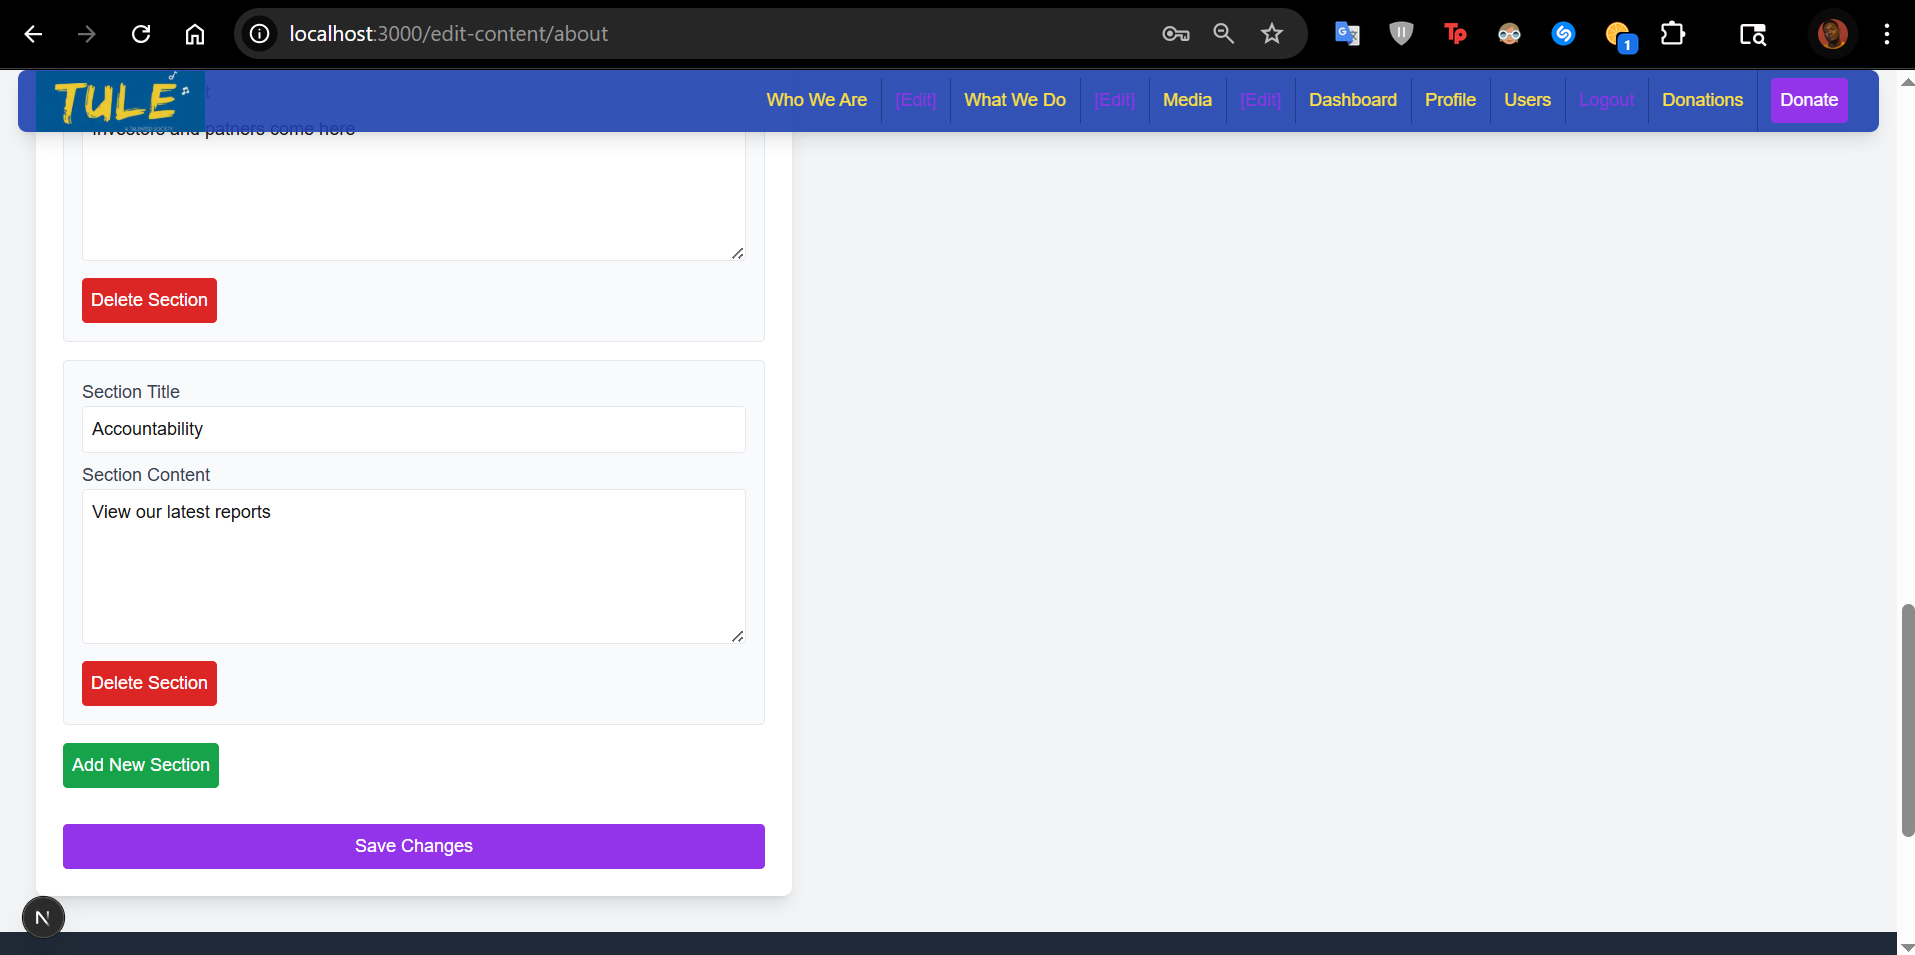 localhost:3000/edit-content/about
1
TULE
Who We Are
[Edit]
What We Do
[Edit]
Media
[Edit]
Dashboard
Profile
Users
Logout
Donations
Donate
Investors and patners come here
Delete Section
Section Title
Accountability
Section Content
View our latest reports
Delete Section
Add New Section
Save Changes
N